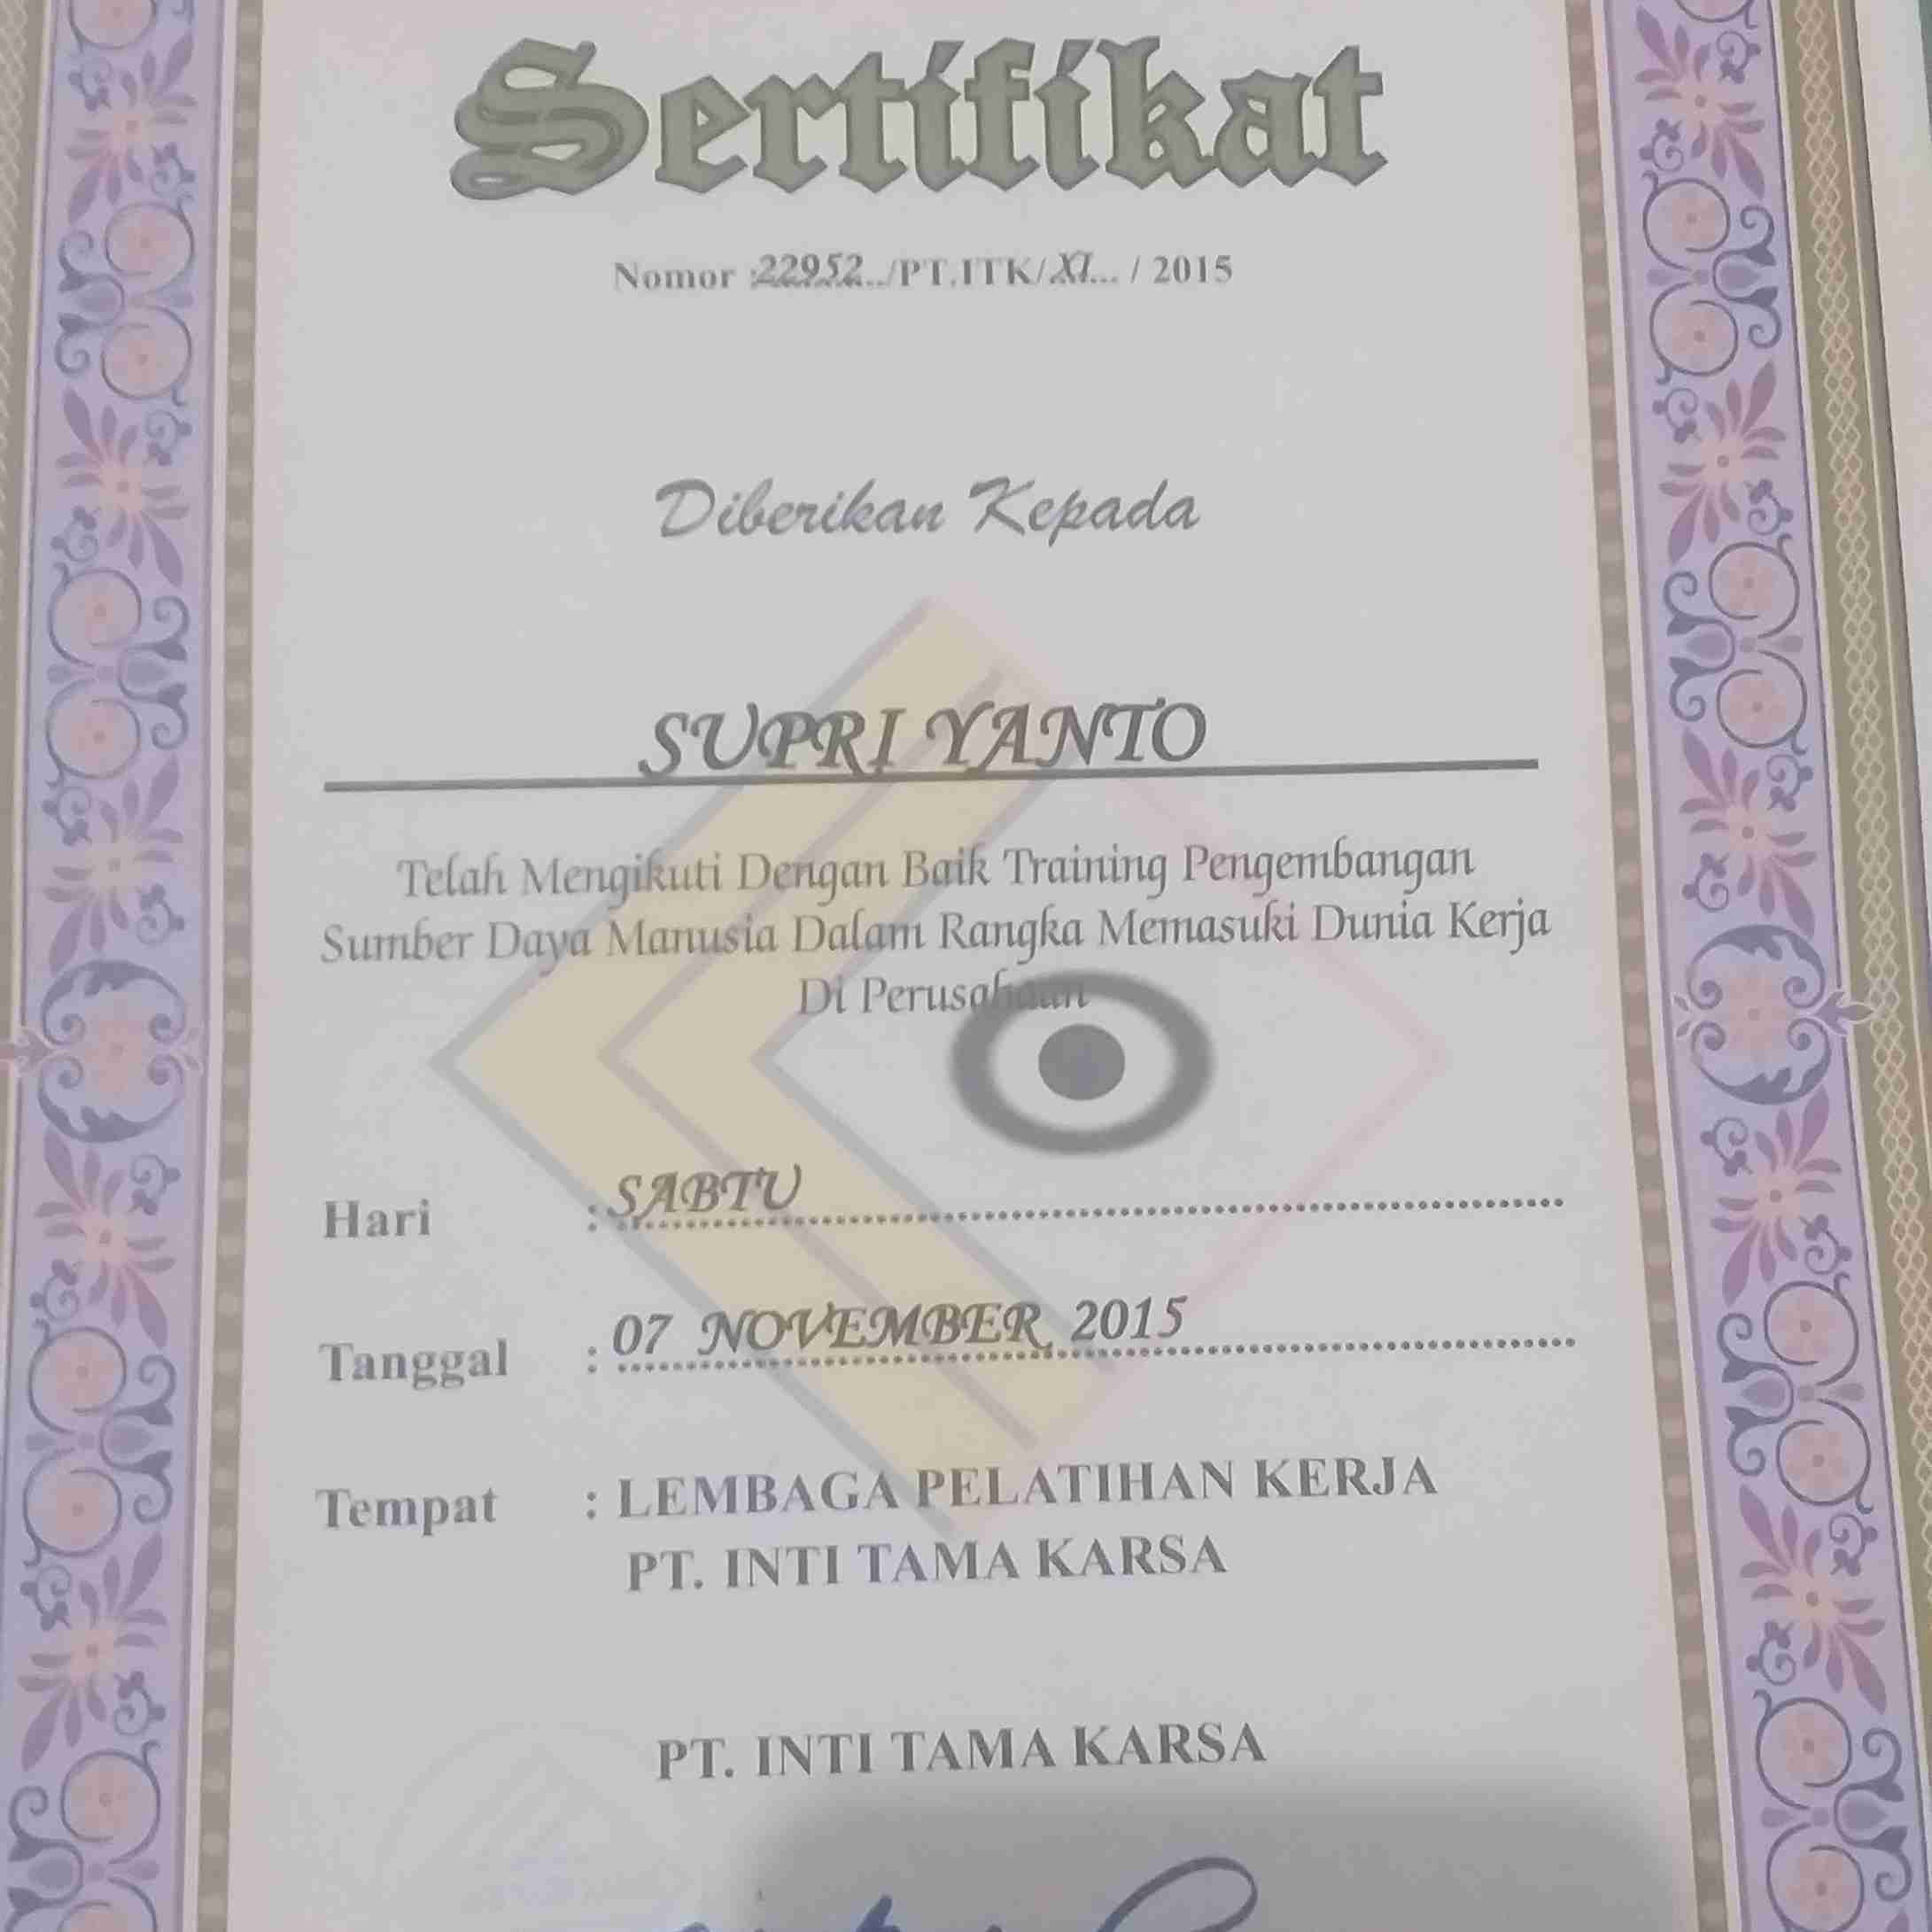 Sertifikat
Nomor :22952../PT.ITK/XI... / 2015
Diberikan Kepada
SUPRI YANTO
Telah Mengikuti Dengan Baik Training Pengembangan
Sumber Daya Manusia Dalam Rangka Memasuki Dunia Kerja
Di Perusahaan
Hari : SABTU
Tanggal : 07 NOVEMBER 2015
Tempat : LEMBAGA PELATIHAN KERJA
PT. INTI TAMA KARSA
PT. INTI TAMA KARSA